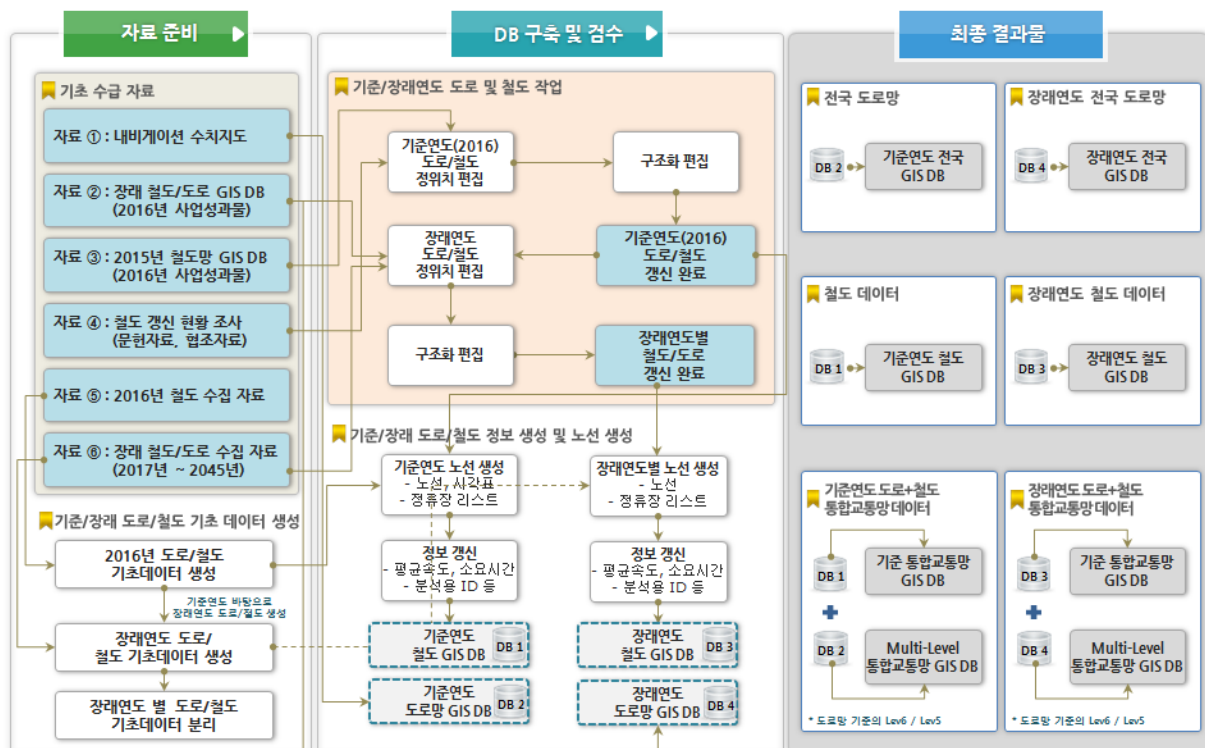 자료 준비
기초 수급 자료
자료 ① : 내비게이션 수치지도
자료 ② : 장래 철도/도로 GIS DB
(2016년 사업성과물)
자료 ③ : 2015년 철도망 GIS DB
(2016년 사업성과물)
자료 ④ : 철도 갱신 현황 조사
(문헌자료, 협조자료)
자료 ⑤ : 2016년 철도 수집 자료
자료 ⑥ : 장래 철도/도로 수집 자료
(2017년 ~ 2045년)
기준/장래 도로/철도 기초 데이터 생성
2016년 도로/철도
기초데이터 생성
기준연도 바탕으로
장래연도 도로/철도 생성
장래연도 도로/
철도 기초데이터 생성
장래연도 별 도로/철도
기초데이터 분리
DB 구축 및 검수
기준/장래연도 도로 및 철도 작업
기준연도(2016)
도로/철도
정위치 편집
구조화 편집
장래연도
도로/철도
정위치 편집
기준연도(2016)
도로/철도
갱신 완료
구조화 편집
장래연도별
철도/도로
갱신 완료
기준/장래 도로/철도 정보 생성 및 노선 생성
기준연도 노선 생성
- 노선, 시각표
- 정류장 리스트
장래연도별 노선 생성
- 노선
- 정류장 리스트
정보 갱신
- 평균속도, 소요시간
- 분석용 ID 등
정보 갱신
- 평균속도, 소요시간
- 분석용 ID 등
기준연도
철도 GIS DB
DB 1
장래연도
철도 GIS DB
DB 3
기준연도
도로망 GIS DB
DB 2
장래연도
도로망 GIS DB
DB 4
최종 결과물
전국 도로망
DB 2
기준연도 전국
GIS DB
장래연도 전국 도로망
DB 4
장래연도 전국
GIS DB
철도 데이터
DB 1
기준연도 철도
GIS DB
장래연도 철도 데이터
DB 3
장래연도 철도
GIS DB
기준연도 도로+철도
통합교통망 데이터
DB 1
기준 통합교통망
GIS DB
DB 2
Multi-Level
통합교통망 GIS DB
* 도로망 기준의 Lev6 / Lev5
장래연도 도로+철도
통합교통망 데이터
DB 3
기준 통합교통망
GIS DB
DB 4
Multi-Level
통합교통망 GIS DB
* 도로망 기준의 Lev6 / Lev5